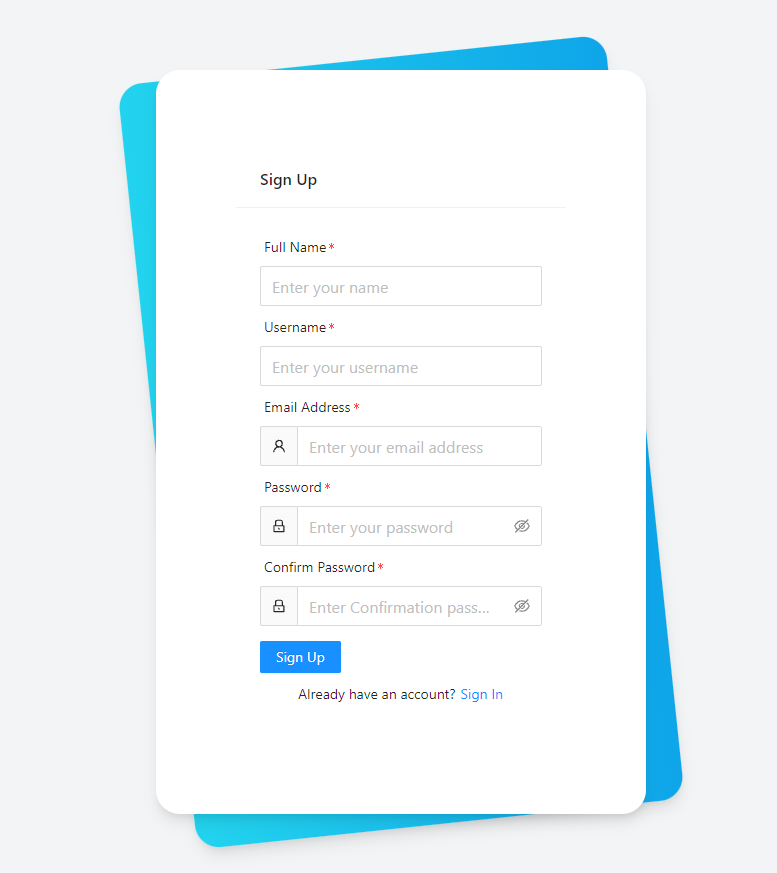 Sign Up
Full Name*
Enter your name
Username*
Enter your username
Email Address*
Enter your email address
Password*
Enter your password
Confirm Password*
Enter Confirmation pass...
Sign Up
Already have an account? Sign In